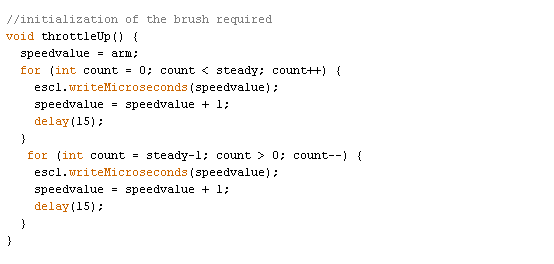 //initialization of the brush required
void throttleUp() {
  speedvalue = arm;
  for (int count = 0; count < steady; count++) {
    escl.writeMicroseconds(speedvalue);
    speedvalue = speedvalue + 1;
    delay(15);
  }
   for (int count = steady-1; count > 0; count--) {
    escl.writeMicroseconds(speedvalue);
    speedvalue = speedvalue + 1;
    delay(15);
  }
}